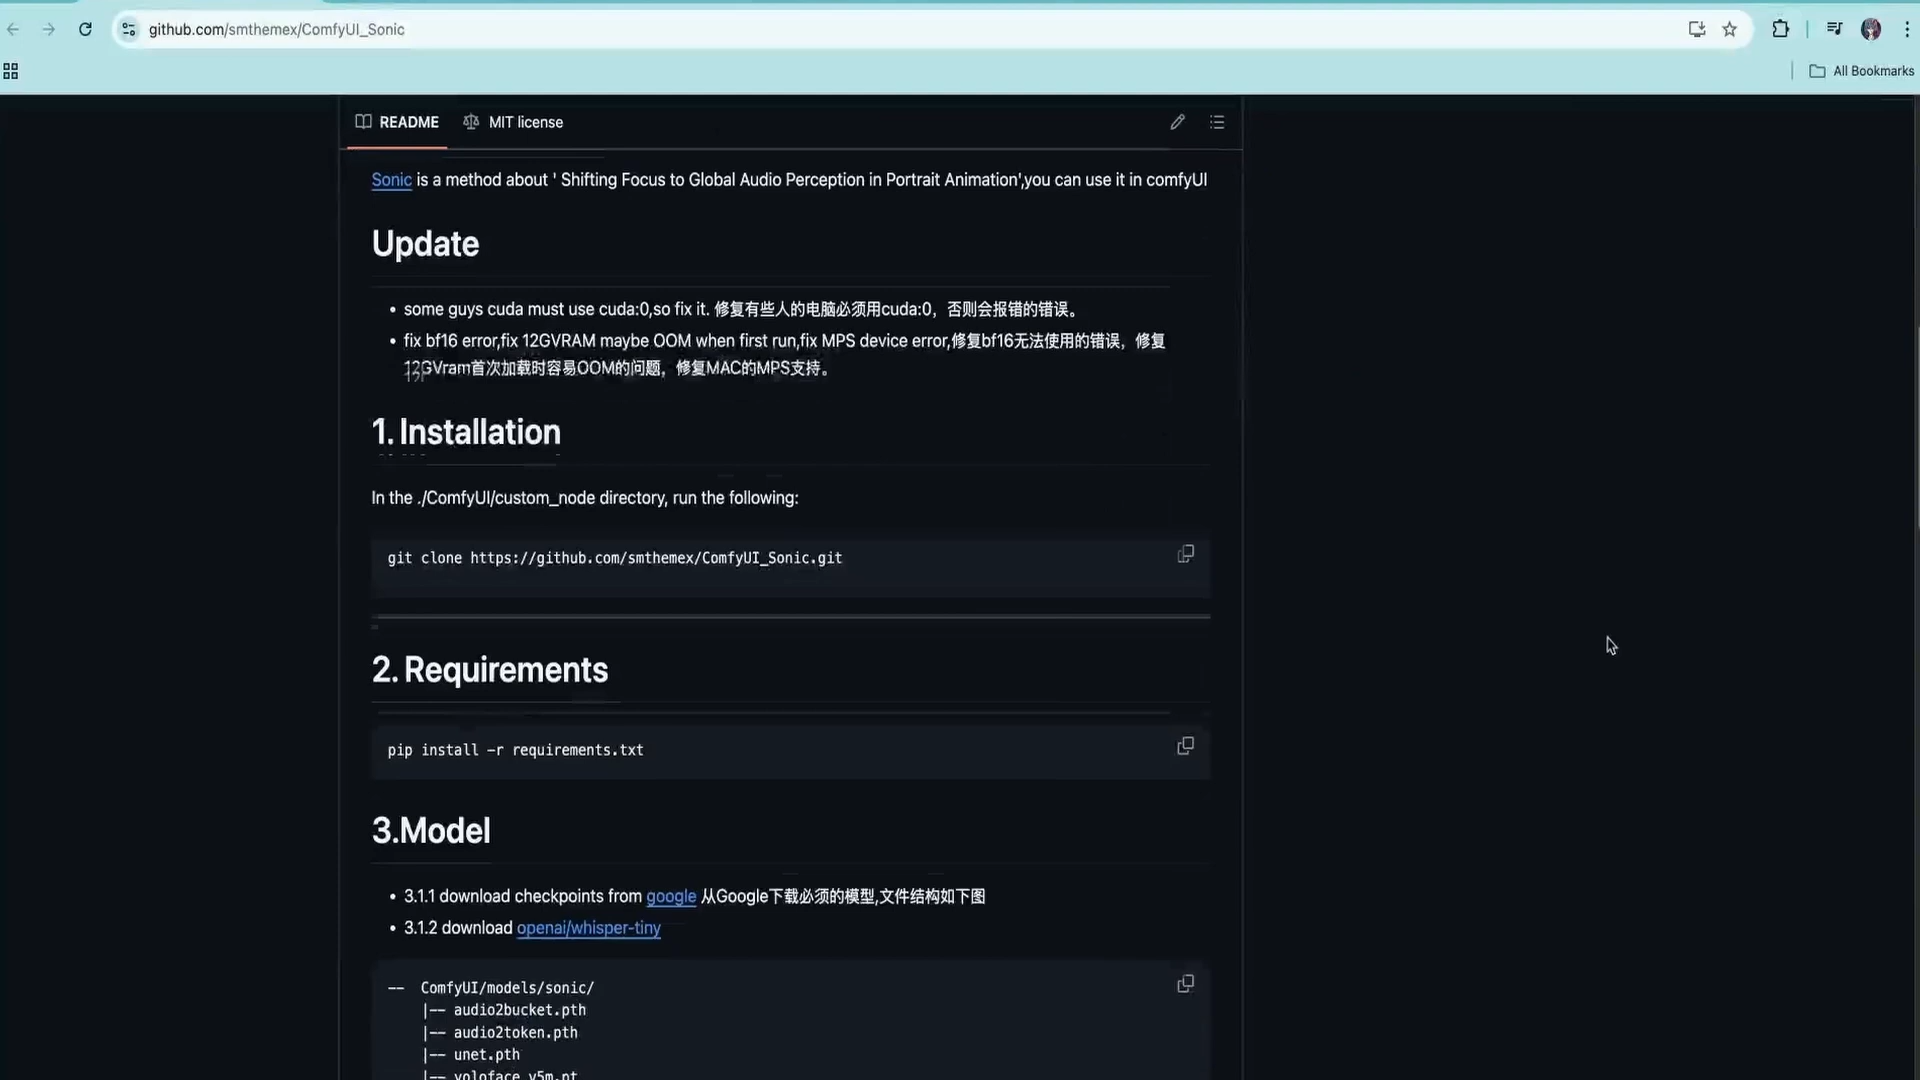 github.com/smthemex/ComfyUI_Sonic
All Bookmarks
README
MIT license
Sonic is a method about ' Shifting Focus to Global Audio Perception in Portrait Animation',you can use it in comfyUI
Update
some guys cuda must use cuda:0,so fix it. 修复有些人的电脑必须用cuda:0，否则会报错的错误。
fix bf16 error,fix 12GVRAM maybe OOM when first run,fix MPS device error,修复bf16无法使用的错误，修复
12GVram首次加载时容易OOM的问题，修复MAC的MPS支持。
1. Installation
In the ./ComfyUI/custom_node directory, run the following:
git clone https://github.com/smthemex/ComfyUI_Sonic.git
2. Requirements
pip install -r requirements.txt
3.Model
3.1.1 download checkpoints from google 从Google下载必须的模型,文件结构如下图
3.1.2 download openai/whisper-tiny
-- ComfyUI/models/sonic/
|-- audio2bucket.pth
|-- audio2token.pth
|-- unet.pth
|-- yoloface_v5m.pt